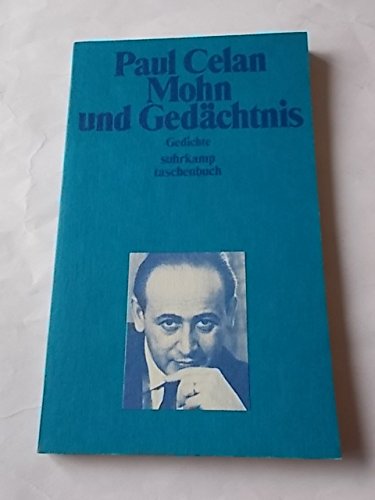 Paul Celan
Mohn
und Gedächtnis
Gedichte
suhrkamp
taschenbuch